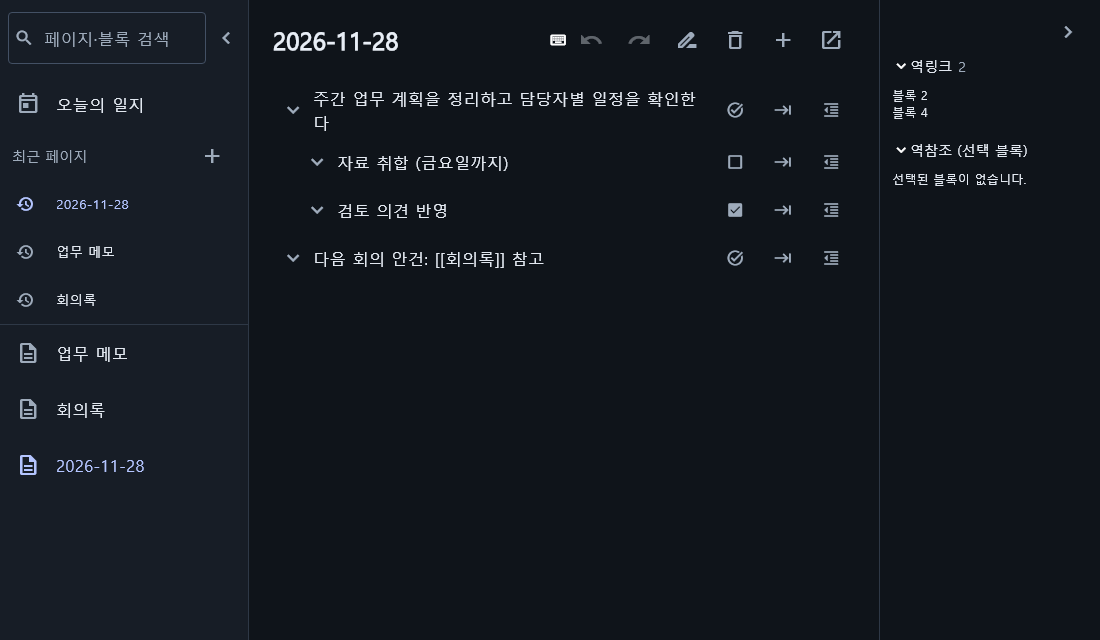 페이지·블록 검색
오늘의 일지
최근 페이지
2026-11-28
업무 메모
회의록
업무 메모
회의록
2026-11-28
2026-11-28
주간 업무 계획을 정리하고 담당자별 일정을 확인한
다
자료 취합 (금요일까지)
검토 의견 반영
다음 회의 안건: [[회의록]] 참고
역링크 2
블록 2
블록 4
역참조 (선택 블록)
선택된 블록이 없습니다.